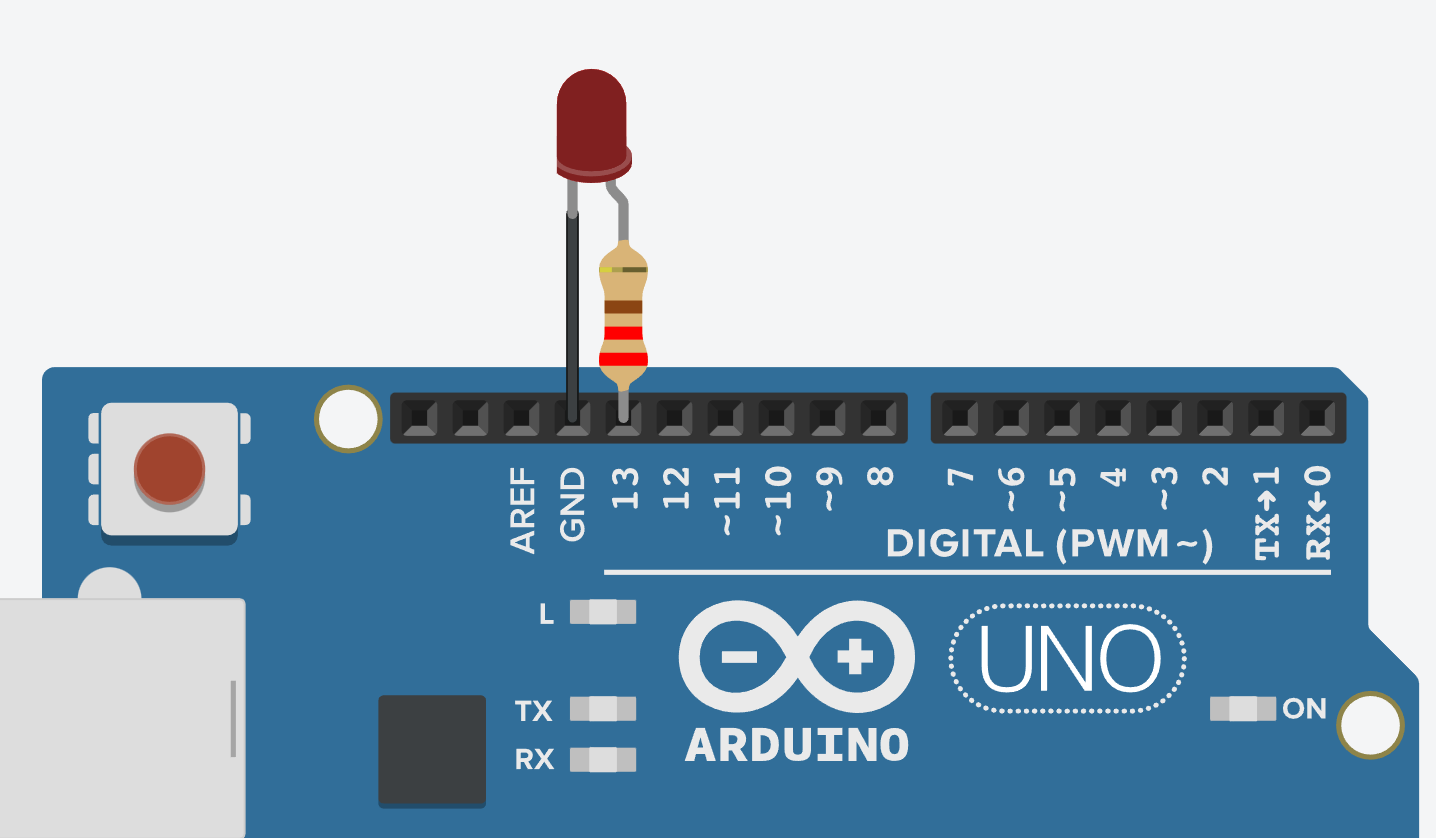 AREF
GND
13
12
~11
~10
~9
8
7
~6
~5
4
~3
2
TX→1
RX←0
DIGITAL (PWM~)
L
TX
RX
ARDUINO
UNO
ON